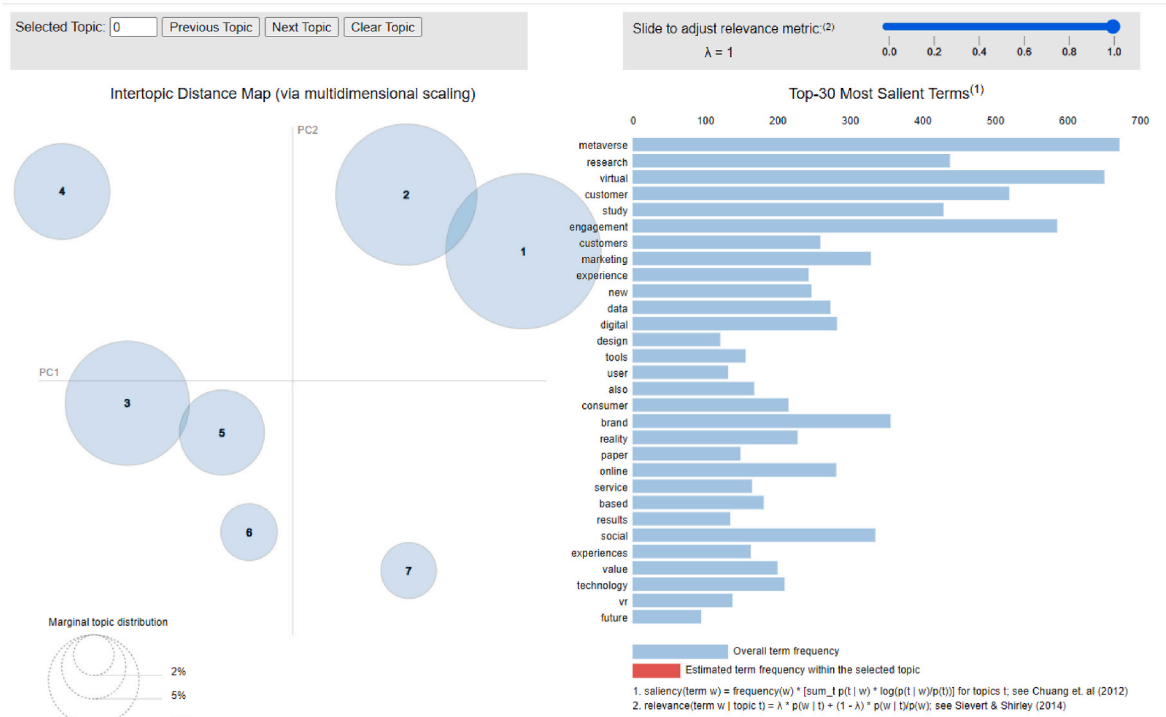 Selected Topic: 0 Previous Topic Next Topic Clear Topic
Slide to adjust relevance metric:(2)
λ = 1
0.0 0.2 0.4 0.6 0.8 1.0
Intertopic Distance Map (via multidimensional scaling)
PC2
PC1
4
2
1
3
5
6
7
Marginal topic distribution
2%
5%
Top-30 Most Salient Terms(1)
0 100 200 300 400 500 600 700
metaverse
research
virtual
customer
study
engagement
customers
marketing
experience
new
data
digital
design
tools
user
also
consumer
brand
reality
paper
online
service
based
results
social
experiences
value
technology
vr
future
Overall term frequency
Estimated term frequency within the selected topic
1. saliency(term w) = frequency(w) * [sum_t p(t | w) * log(p(t | w)/p(t))] for topics t; see Chuang et. al (2012)
2. relevance(term w | topic t) = λ * p(w | t) + (1 - λ) * p(w | t)/p(w); see Sievert & Shirley (2014)